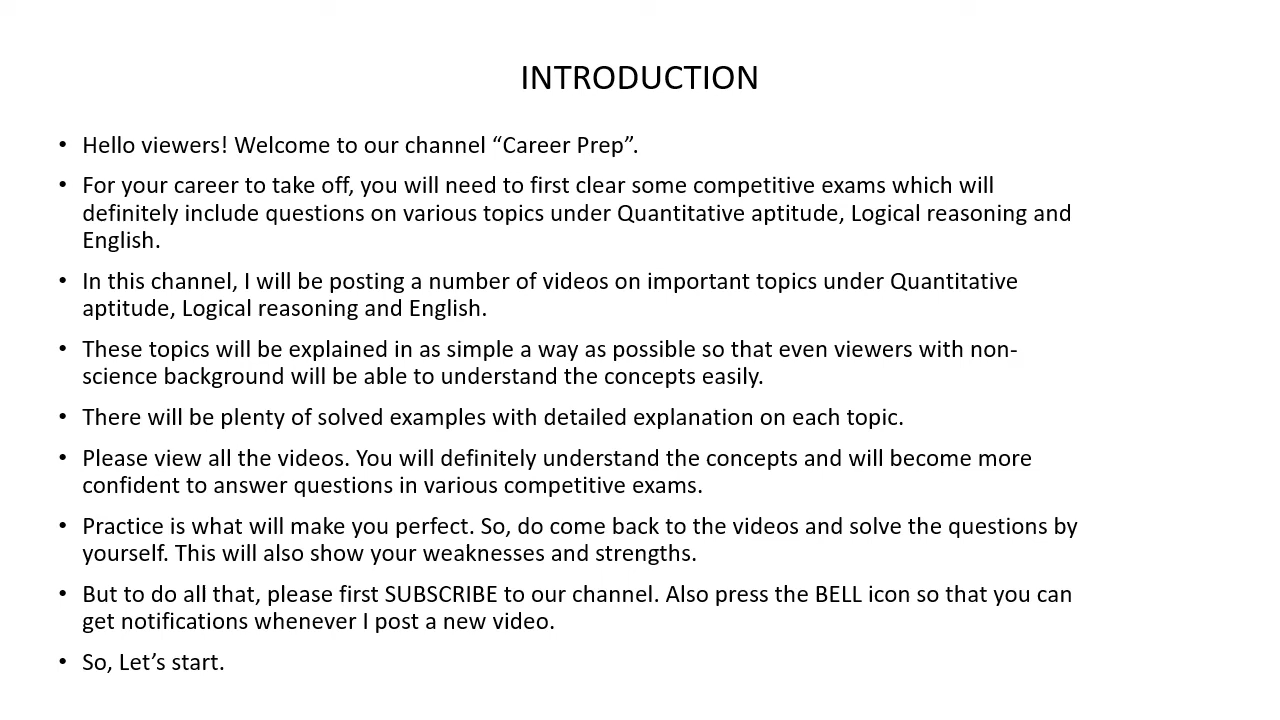 INTRODUCTION
• Hello viewers! Welcome to our channel “Career Prep”.
• For your career to take off, you will need to first clear some competitive exams which will
definitely include questions on various topics under Quantitative aptitude, Logical reasoning and
English.
• In this channel, I will be posting a number of videos on important topics under Quantitative
aptitude, Logical reasoning and English.
• These topics will be explained in as simple a way as possible so that even viewers with non-
science background will be able to understand the concepts easily.
• There will be plenty of solved examples with detailed explanation on each topic.
• Please view all the videos. You will definitely understand the concepts and will become more
confident to answer questions in various competitive exams.
• Practice is what will make you perfect. So, do come back to the videos and solve the questions by
yourself. This will also show your weaknesses and strengths.
• But to do all that, please first SUBSCRIBE to our channel. Also press the BELL icon so that you can
get notifications whenever I post a new video.
• So, Let’s start.